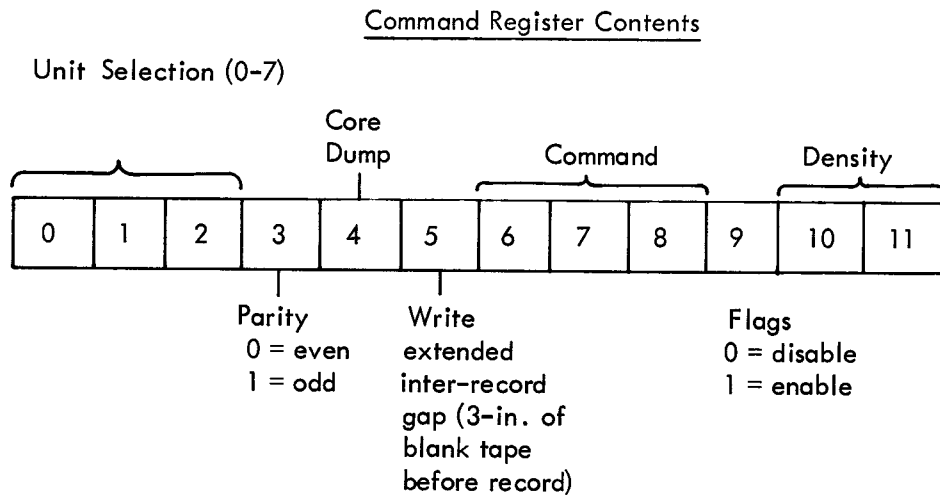 Command Register Contents
Unit Selection (0-7)
Core
Dump
Command
Density
0 1 2 3 4 5 6 7 8 9 10 11
Parity
0 = even
1 = odd
Write
extended
inter-record
gap (3-in. of
blank tape
before record)
Flags
0 = disable
1 = enable